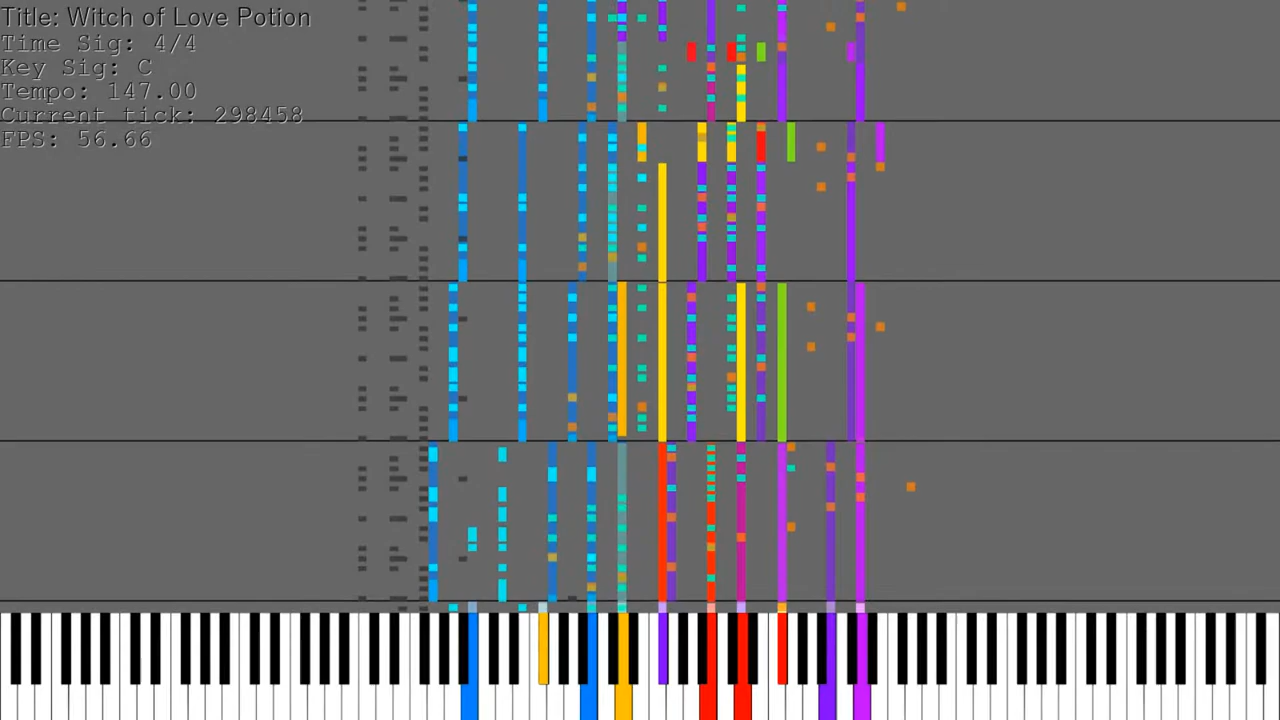 Title: Witch of Love Potion
Time Sig: 4/4
Key Sig: C
Tempo: 147.00
Current tick: 298458
FPS: 56.66